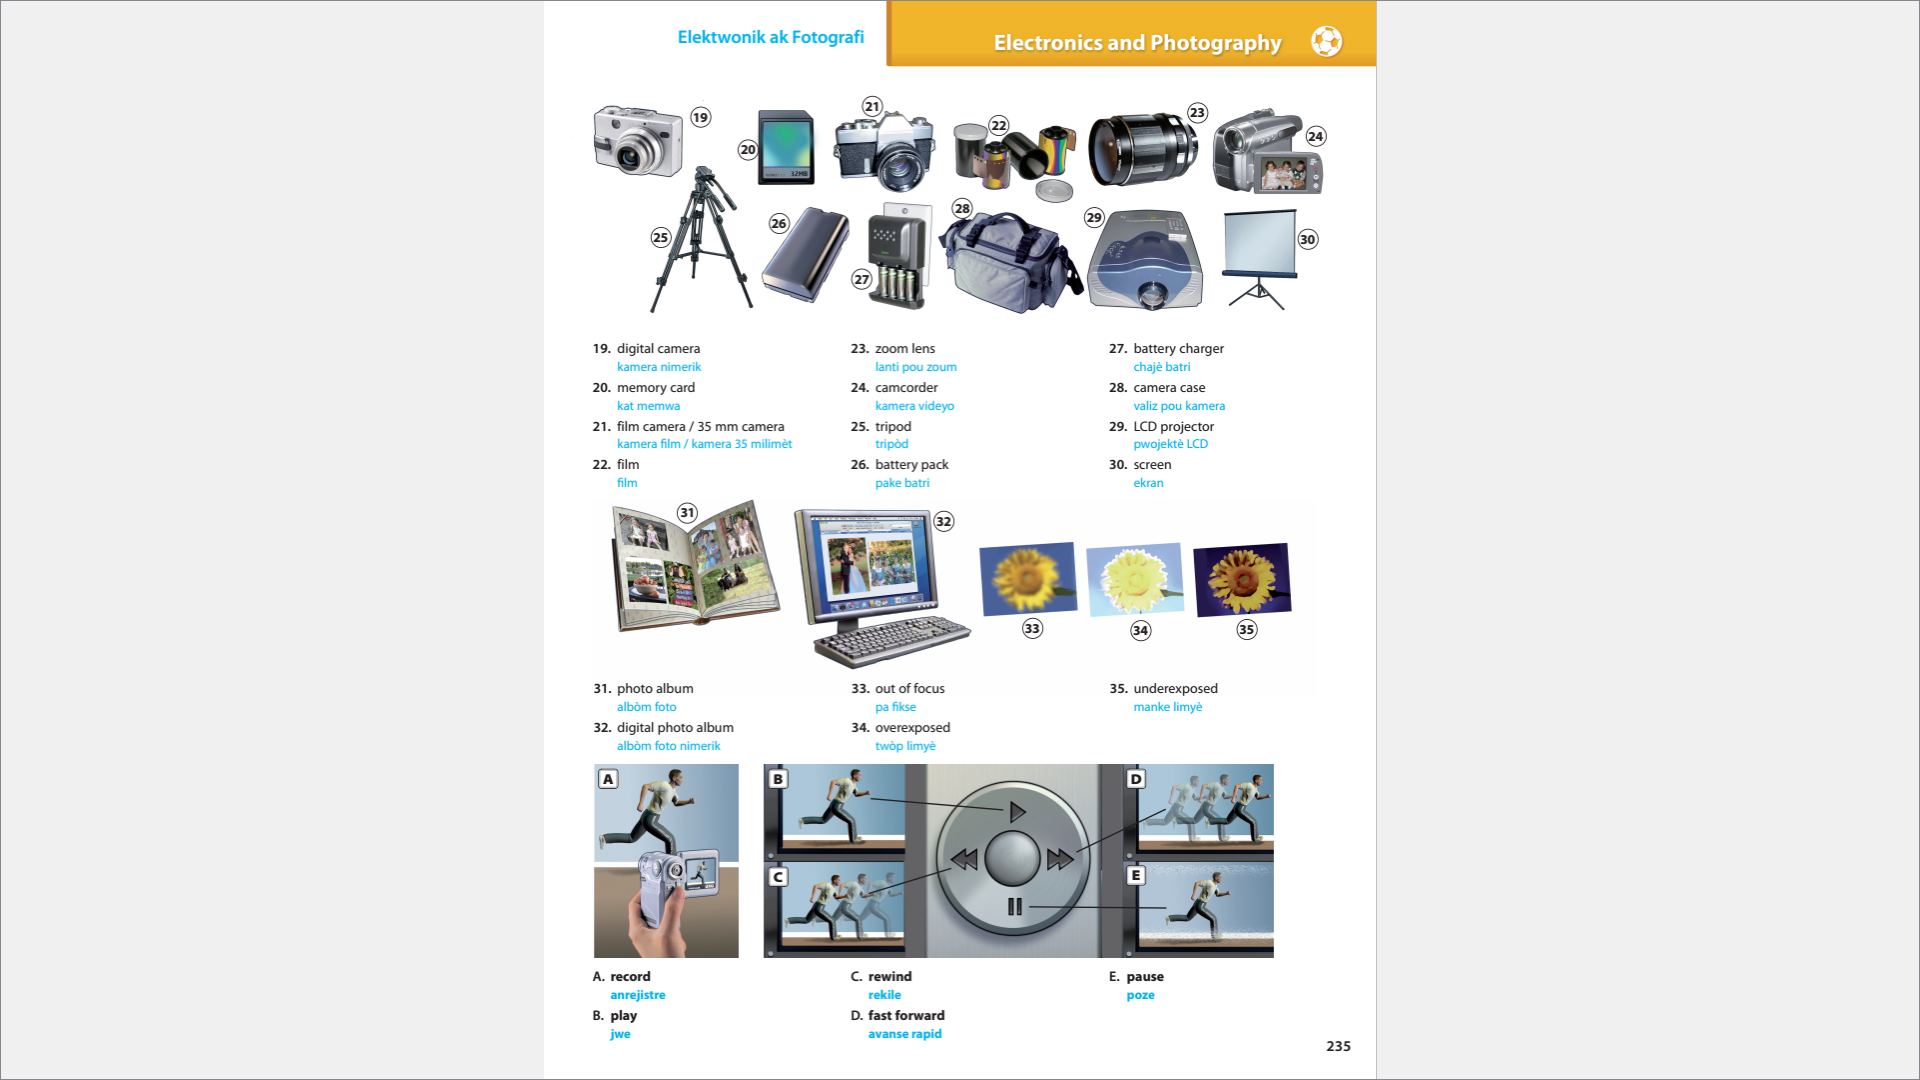 Elektwonik ak Fotografi
Electronics and Photography
19
20
32MB
21
22
23
24
25
26
27
28
29
30
19. digital camera
kamera nimerik
20. memory card
kat memwa
21. film camera / 35 mm camera
kamera film / kamera 35 milimèt
22. film
film
23. zoom lens
lanti pou zoum
24. camcorder
kamera videyo
25. tripod
tripòd
26. battery pack
pake batri
27. battery charger
chajè batri
28. camera case
valiz pou kamera
29. LCD projector
pwojektè LCD
30. screen
ekran
31
32
33
34
35
31. photo album
albòm foto
32. digital photo album
albòm foto nimerik
33. out of focus
pa fikse
34. overexposed
twòp limyè
35. underexposed
manke limyè
A
B
C
D
E
A. record
anrejistre
B. play
jwe
C. rewind
rekile
D. fast forward
avanse rapid
E. pause
poze
235